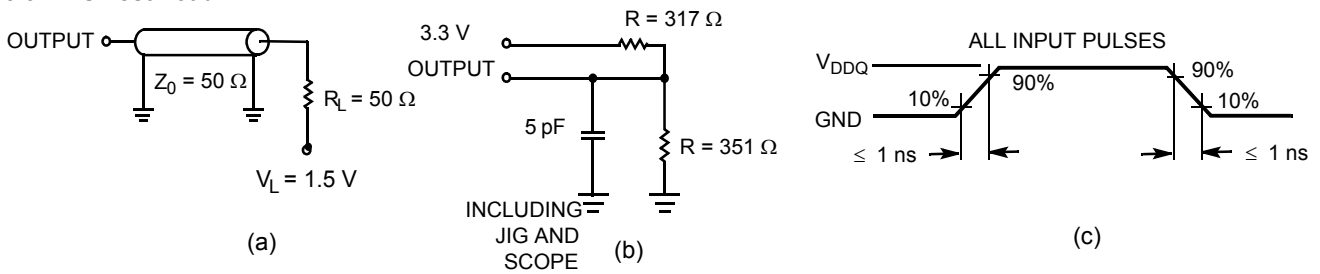 OUTPUT
Z0 = 50 Ω
RL = 50 Ω
VL = 1.5 V
(a)
R = 317 Ω
3.3 V
OUTPUT
5 pF
R = 351 Ω
INCLUDING
JIG AND
SCOPE
(b)
ALL INPUT PULSES
VDDQ
GND
10%
90%
90%
10%
≤ 1 ns
≤ 1 ns
(c)